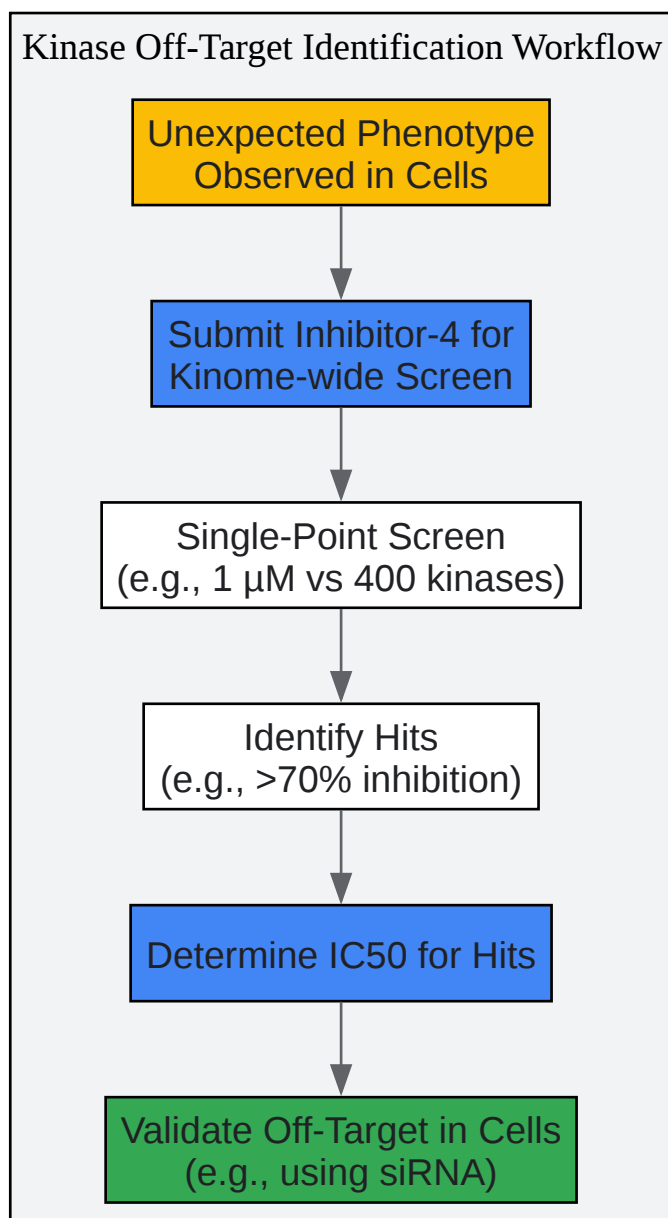 Kinase Off-Target Identification Workflow
Unexpected Phenotype
Observed in Cells
Submit Inhibitor-4 for
Kinome-wide Screen
Single-Point Screen
(e.g., 1 µM vs 400 kinases)
Identify Hits
(e.g., >70% inhibition)
Determine IC50 for Hits
Validate Off-Target in Cells
(e.g., using siRNA)